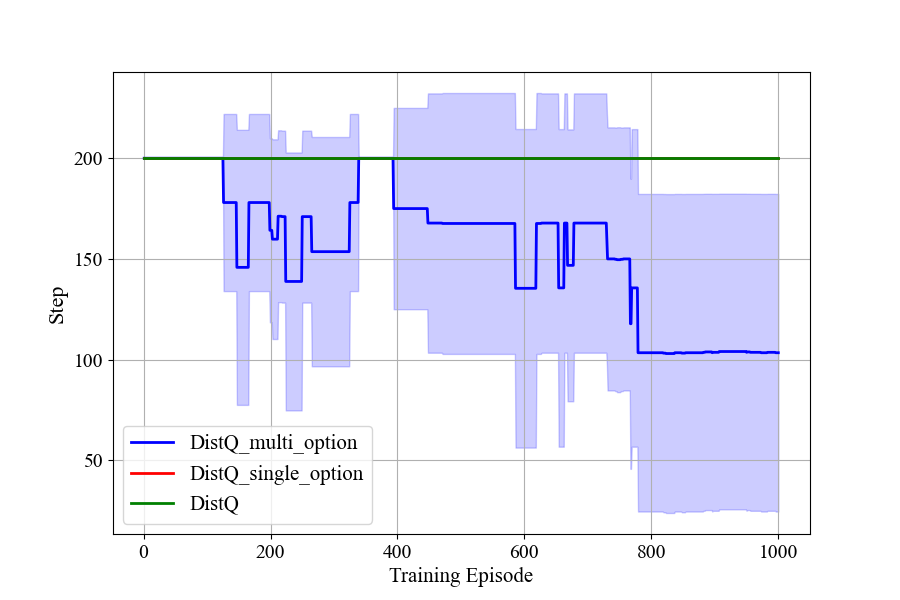 200
150
100
50
Step
DistQ_multi_option
DistQ_single_option
DistQ
0 200 400 600 800 1000
Training Episode